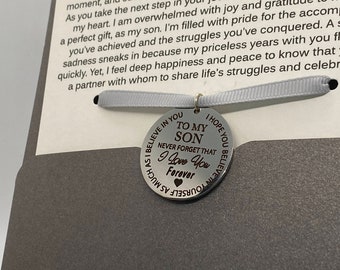 moment, and
As you take the next step in your j
my heart. I am overwhelmed with joy and gratitude to
a perfect gift, as my son. I'm filled with pride for the accomp
you've achieved and the struggles you've conquered. A
sadness sneaks in because my priceless years with you fl
quickly. Yet, I feel deep happiness and peace to know that y
a partner with whom to share life's struggles and celebr
I HOPE YOU BELIEVE IN YOURSELF AS MUCH AS I BELIEVE IN YOU
TO MY
SON
NEVER FORGET THAT
I Love You
Forever